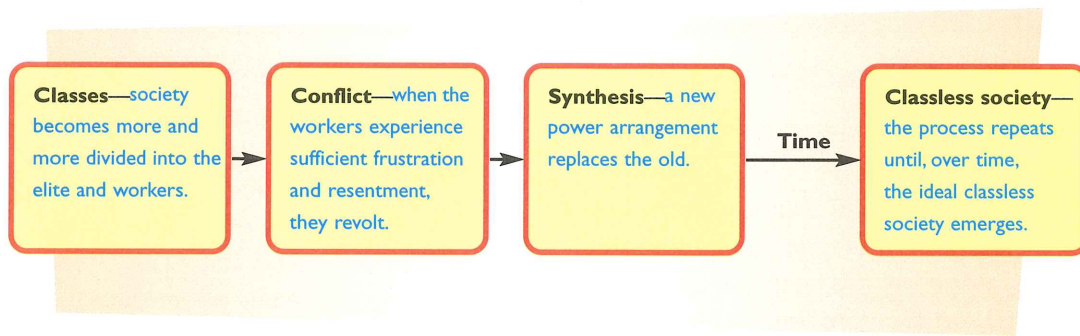 Classes—society
becomes more and
more divided into the
elite and workers.
Conflict—when the
workers experience
sufficient frustration
and resentment,
they revolt.
Synthesis—a new
power arrangement
replaces the old.
Time
Classless society—
the process repeats
until, over time,
the ideal classless
society emerges.